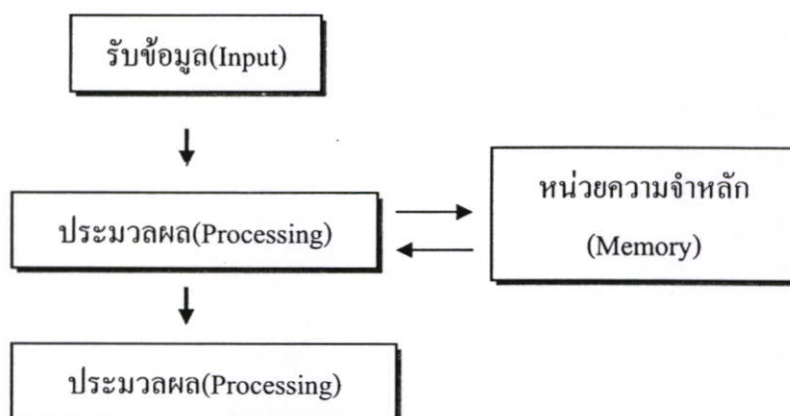 รับข้อมูล(Input)
ประมวลผล(Processing)
หน่วยความจำหลัก
(Memory)
ประมวลผล(Processing)